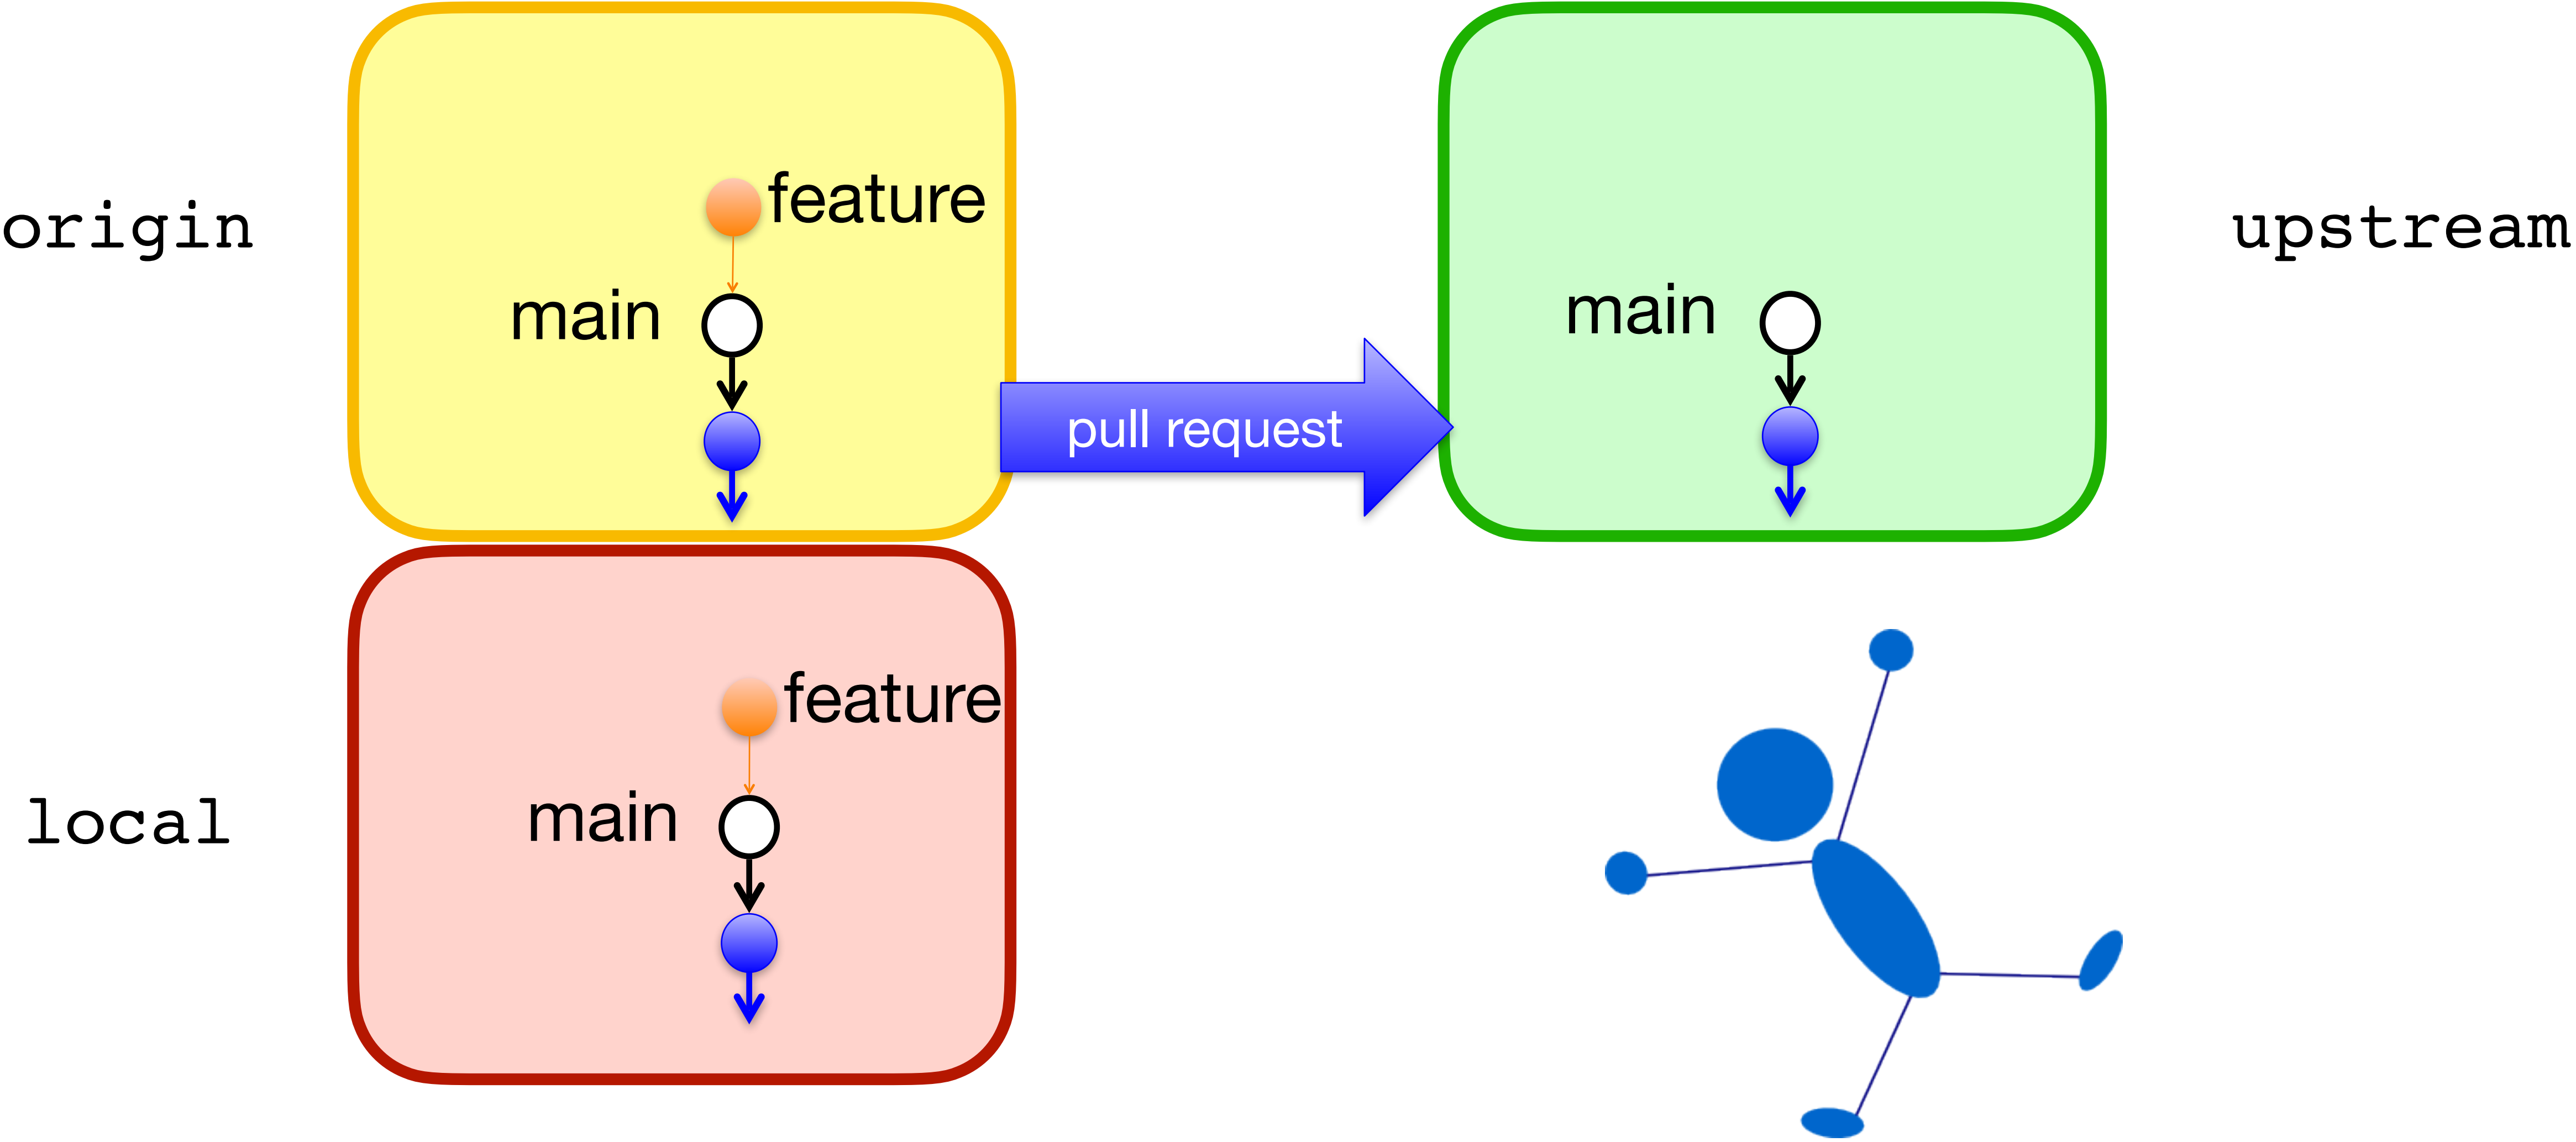 feature
origin
main
pull request
feature
local
main
upstream
main